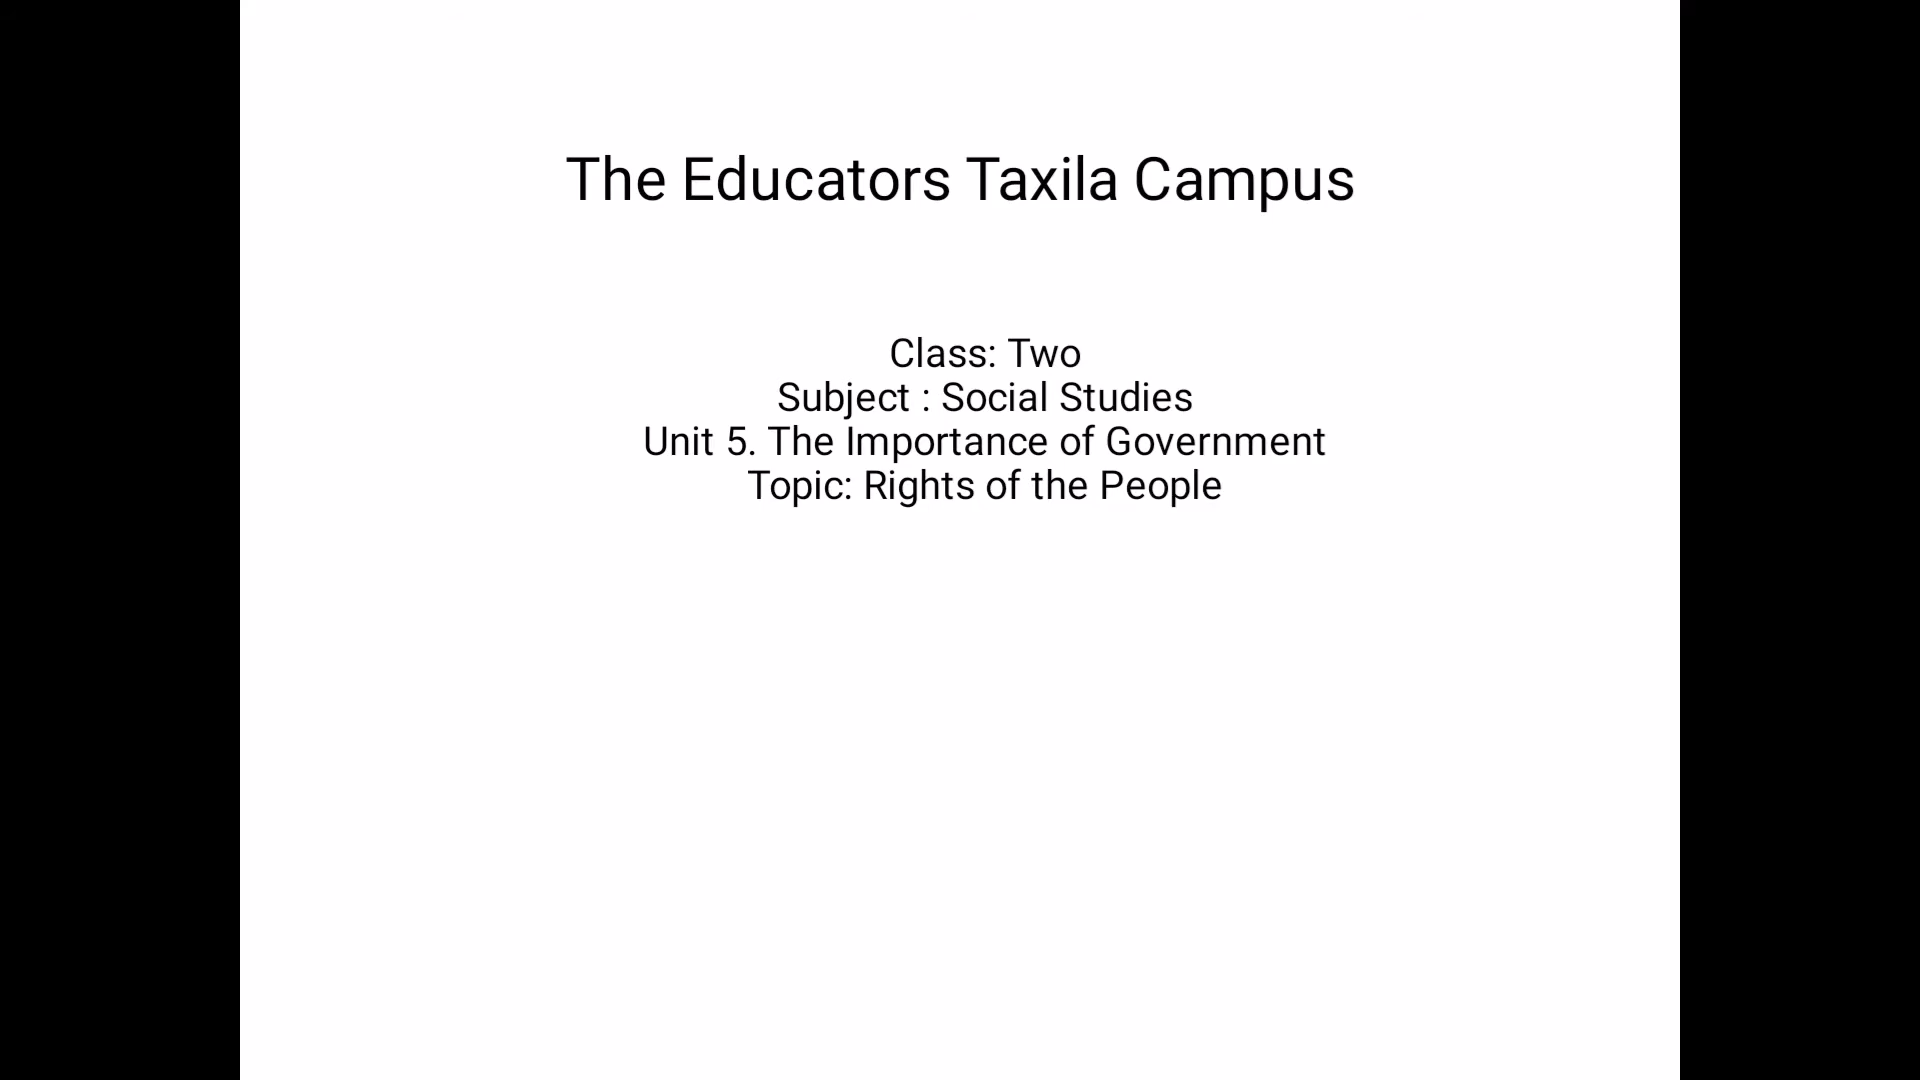 The Educators Taxila Campus
Class: Two
Subject : Social Studies
Unit 5. The Importance of Government
Topic: Rights of the People